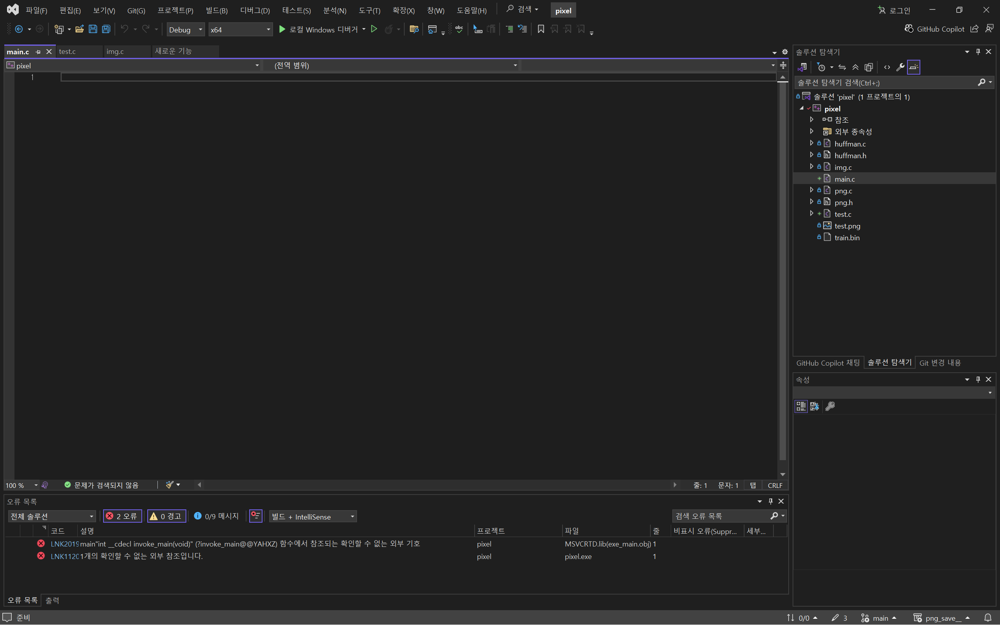 파일(F) 편집(E) 보기(V) Git(G) 프로젝트(P) 빌드(B) 디버그(D) 테스트(S) 분석(N) 도구(T) 확장(X) 창(W) 도움말(H) 검색 pixel 로그인
Debug x64 로컬 Windows 디버거 abc GitHub Copilot
main.c test.c img.c 새로운 기능
pixel (전역 범위)
1
솔루션 탐색기
솔루션 탐색기 검색(Ctrl+;)
솔루션 'pixel' (1 프로젝트의 1)
pixel
참조
외부 종속성
huffman.c
huffman.h
img.c
main.c
png.c
png.h
test.c
test.png
train.bin
GitHub Copilot 채팅 솔루션 탐색기 Git 변경 내용
속성
100 % 문제가 검색되지 않음 줄: 1 문자: 1 탭 CRLF
오류 목록
전체 솔루션 2 오류 0 경고 0/9 메시지 빌드 + IntelliSense 검색 오류 목록
코드 설명 프로젝트 파일 줄 비표시 오류(Suppr... 세부...
LNK2019 main"int __cdecl invoke_main(void)" (?invoke_main@@YAHXZ) 함수에서 참조되는 확인할 수 없는 외부 기호 pixel MSVCRTD.lib(exe_main.obj) 1
LNK1120 1개의 확인할 수 없는 외부 참조입니다. pixel pixel.exe 1
오류 목록 출력
준비 0/0 3 main png_save__